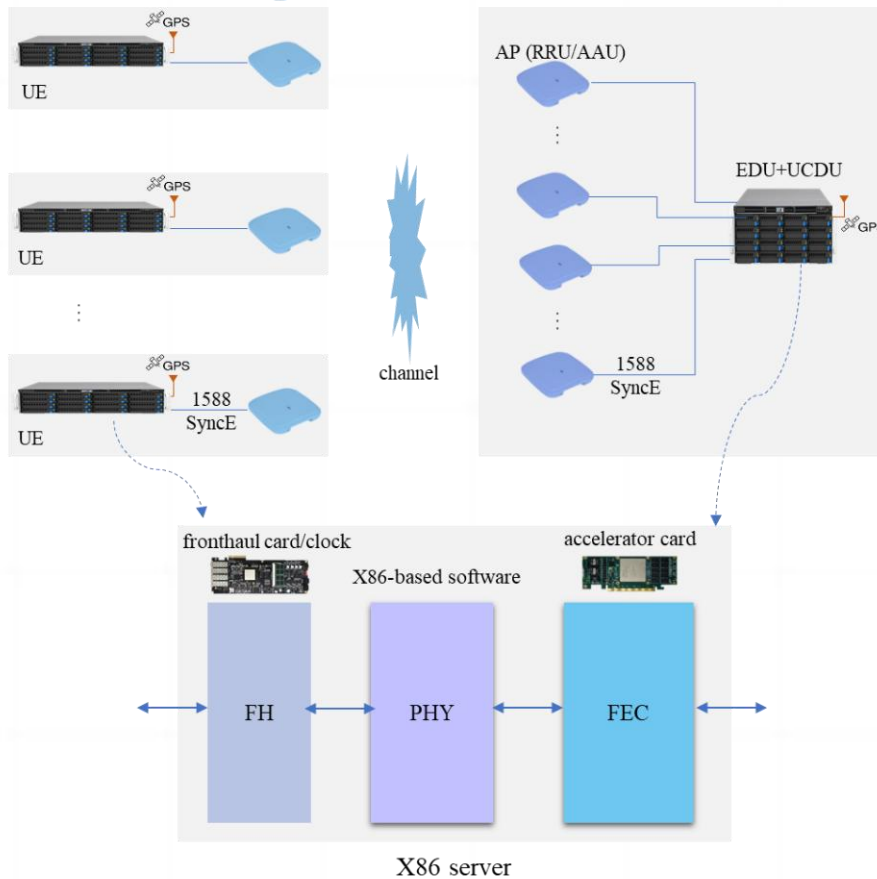 GPS
UE
GPS
UE
GPS
1588
SyncE
UE
channel
AP (RRU/AAU)
EDU+UCDU
GPS
1588
SyncE
fronthaul card/clock
X86-based software
accelerator card
FH
PHY
FEC
X86 server